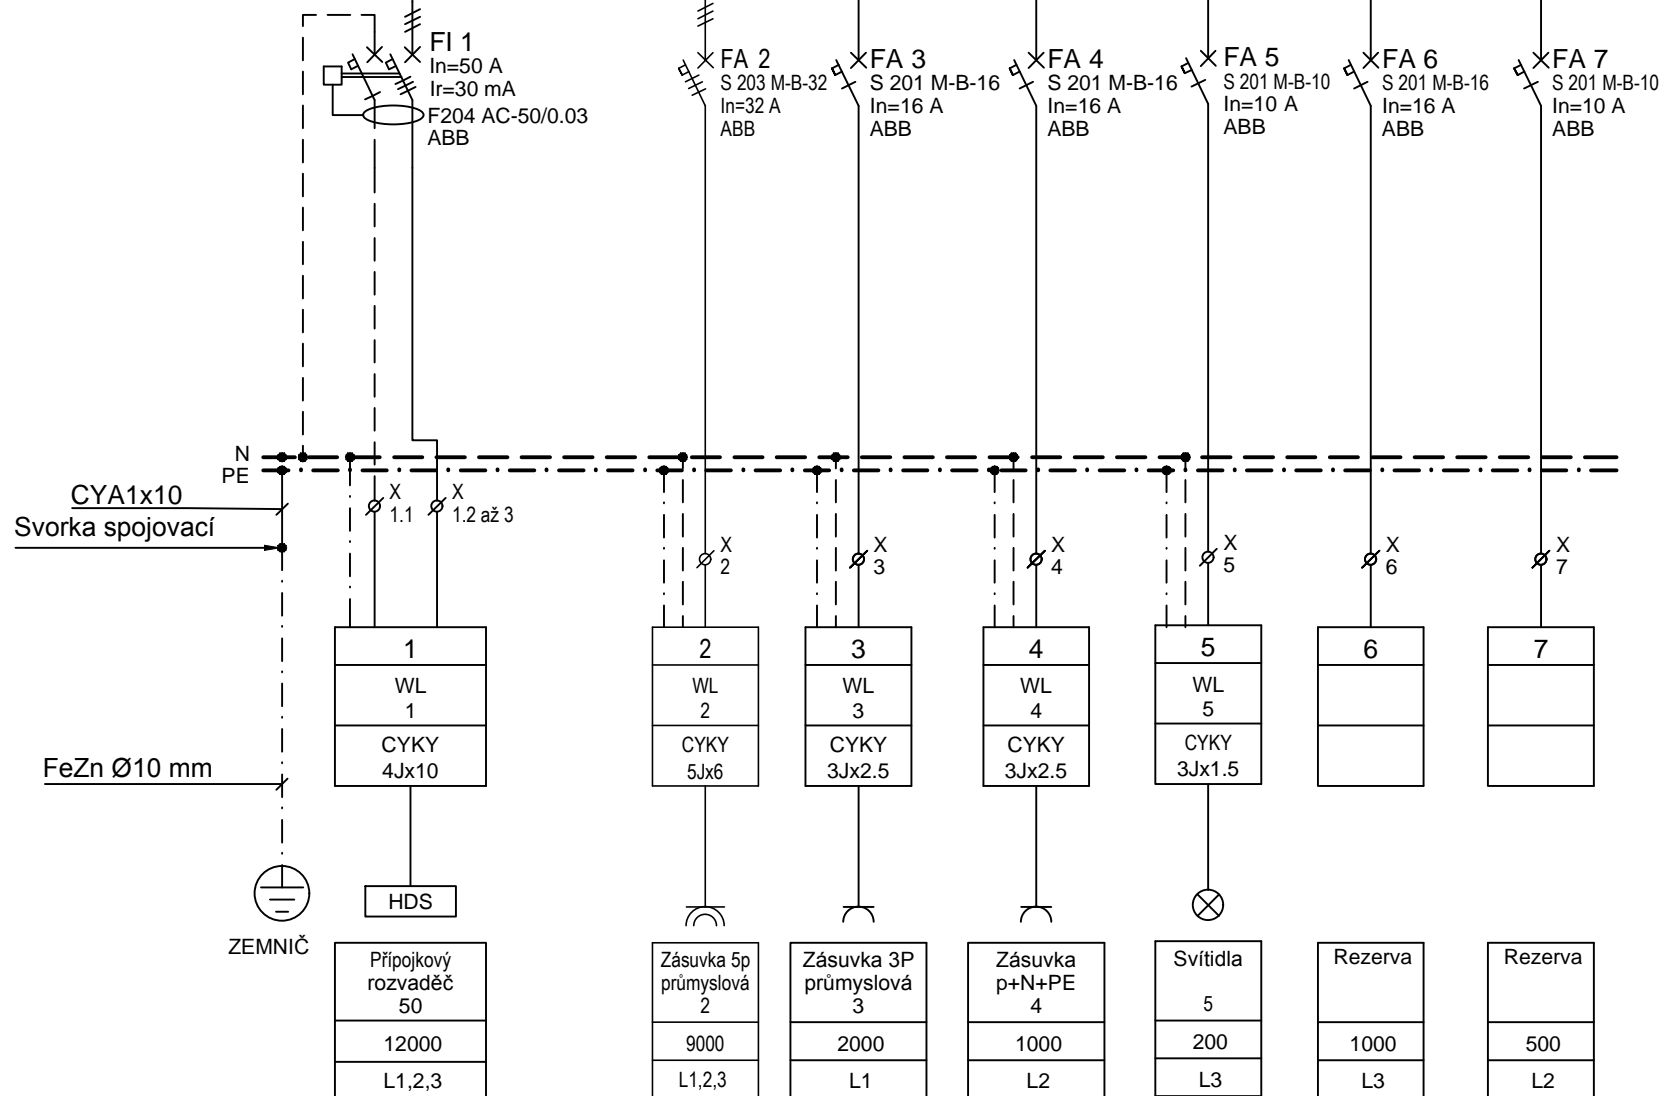 FI 1
In=50 A
Ir=30 mA
F204 AC-50/0.03
ABB
FA 2
S 203 M-B-32
In=32 A
ABB
FA 3
S 201 M-B-16
In=16 A
ABB
FA 4
S 201 M-B-16
In=16 A
ABB
FA 5
S 201 M-B-10
In=10 A
ABB
FA 6
S 201 M-B-16
In=16 A
ABB
FA 7
S 201 M-B-10
In=10 A
ABB
N
PE
CYA1x10
Svorka spojovací
FeZn Ø10 mm
ZEMNIČ
X
1.1
X
1.2 až 3
X
2
X
3
X
4
X
5
X
6
X
7
1
WL
1
CYKY
4Jx10
HDS
Přípojkový
rozvaděč
50
12000
L1,2,3
2
WL
2
CYKY
5Jx6
Zásuvka 5p
průmyslová
2
9000
L1,2,3
3
WL
3
CYKY
3Jx2.5
Zásuvka 3P
průmyslová
3
2000
L1
4
WL
4
CYKY
3Jx2.5
Zásuvka
p+N+PE
4
1000
L2
5
WL
5
CYKY
3Jx1.5
Svítidla
5
200
L3
6
Rezerva
1000
L3
7
Rezerva
500
L2